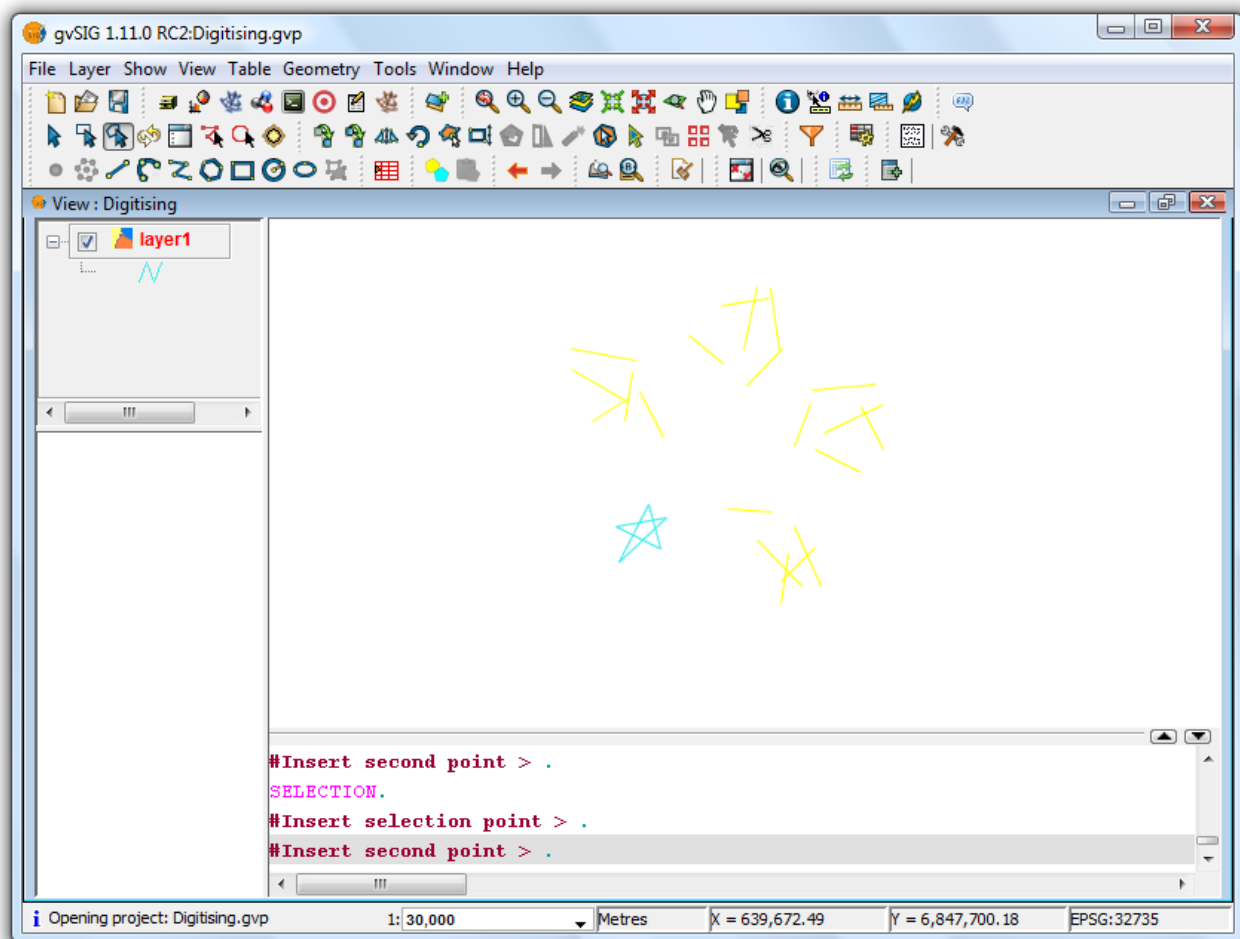 gvSIG 1.11.0 RC2:Digitising.gvp
File Layer Show View Table Geometry Tools Window Help
View : Digitising
layer1
#Insert second point > .
SELECTION.
#Insert selection point > .
#Insert second point > .
Opening project: Digitising.gvp 1: 30,000 Metres X = 639,672.49 Y = 6,847,700.18 EPSG:32735